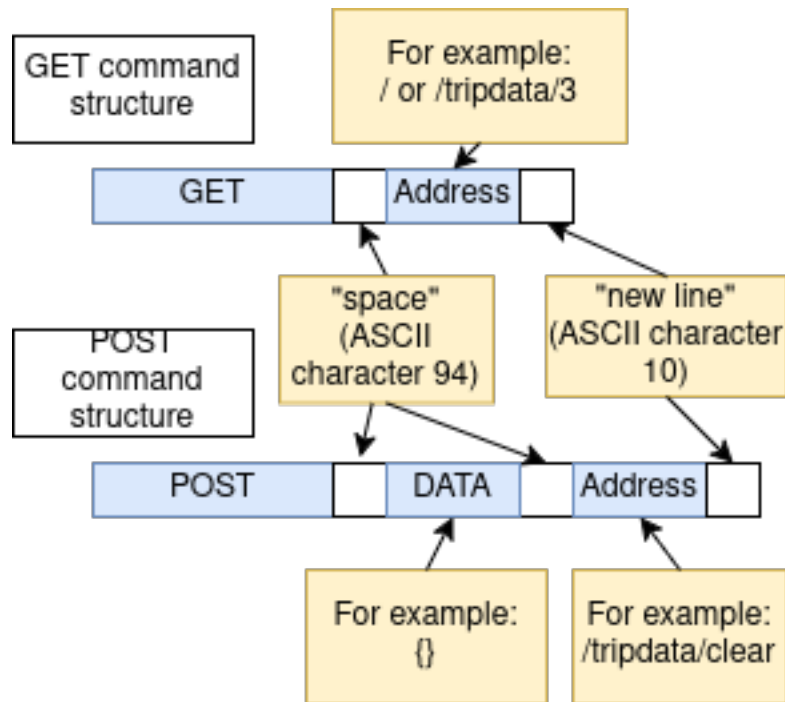 GET command
structure
For example:
/ or /tripdata/3
GET
Address
"space"
(ASCII
character 94)
"new line"
(ASCII character
10)
POST
command
structure
POST
DATA
Address
For example:
{}
For example:
/tripdata/clear